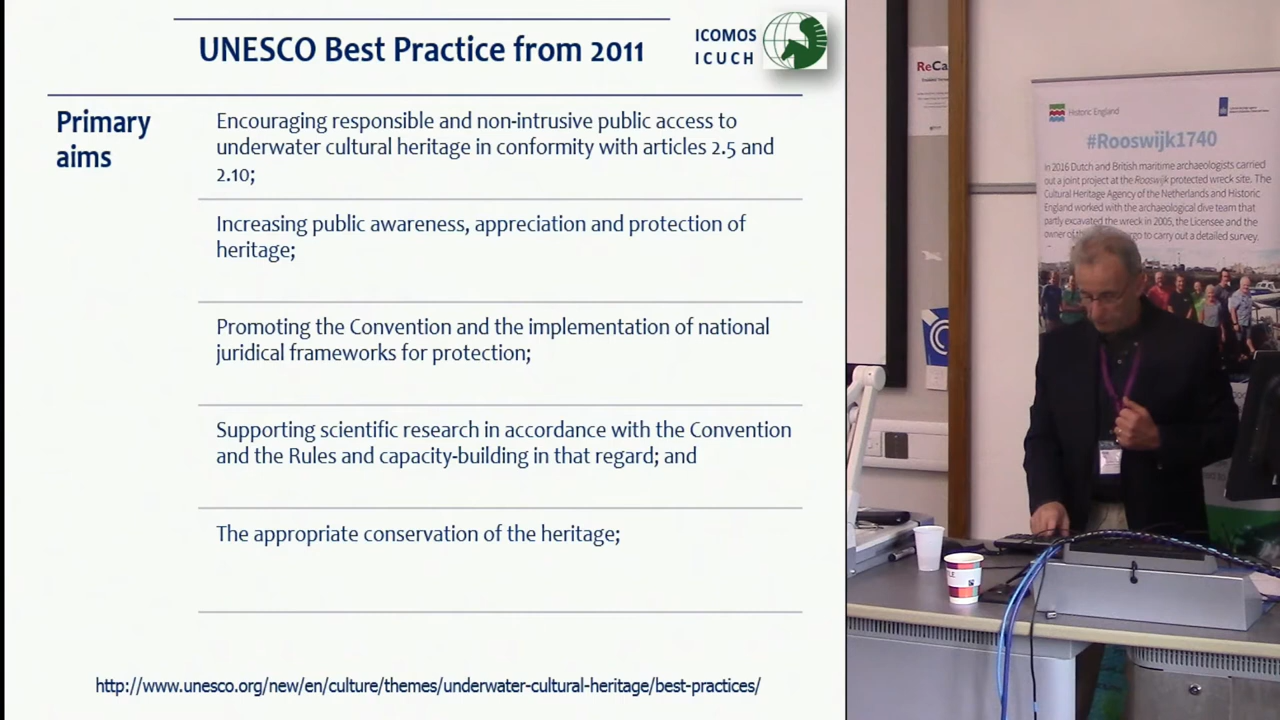 UNESCO Best Practice from 2011
ICOMOS
ICUCH
Primary
aims
Encouraging responsible and non-intrusive public access to
underwater cultural heritage in conformity with articles 2.5 and
2.10;
Increasing public awareness, appreciation and protection of
heritage;
Promoting the Convention and the implementation of national
juridical frameworks for protection;
Supporting scientific research in accordance with the Convention
and the Rules and capacity-building in that regard; and
The appropriate conservation of the heritage;
http://www.unesco.org/new/en/culture/themes/underwater-cultural-heritage/best-practices/
ReCa
Historic England
#Rooswijk1740
In 2016 Dutch and British maritime archaeologists carried
out a joint project at the Rooswijk protected wreck site. The
Cultural Heritage Agency of the Netherlands and Historic
England worked with the archaeological dive team that
partly excavated the wreck in 2005, the Licensee and the
owner of to carry out a detailed survey.